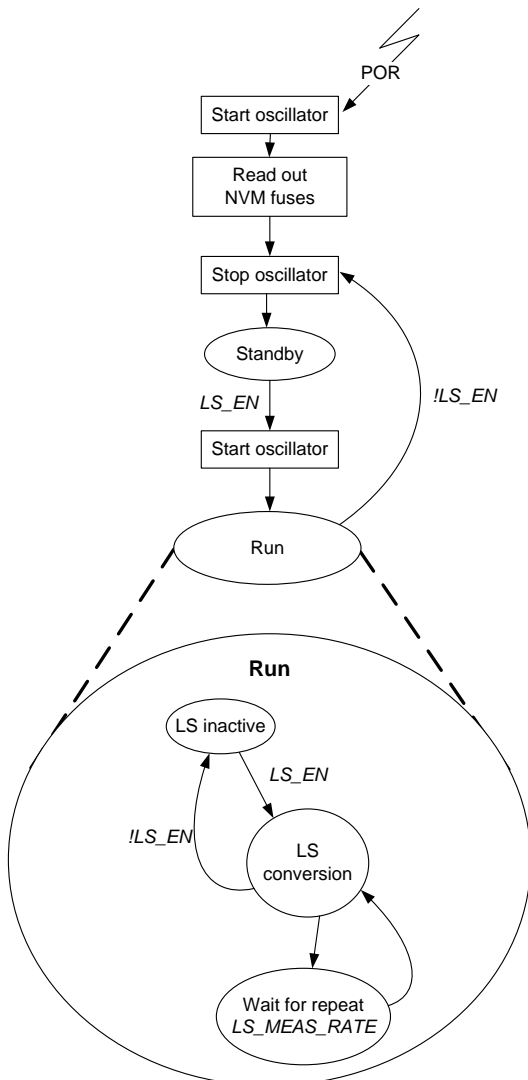 POR
Start oscillator
Read out
NVM fuses
Stop oscillator
Standby
LS_EN
!LS_EN
Start oscillator
Run
Run
LS inactive
LS_EN
!LS_EN
LS
conversion
Wait for repeat
LS_MEAS_RATE